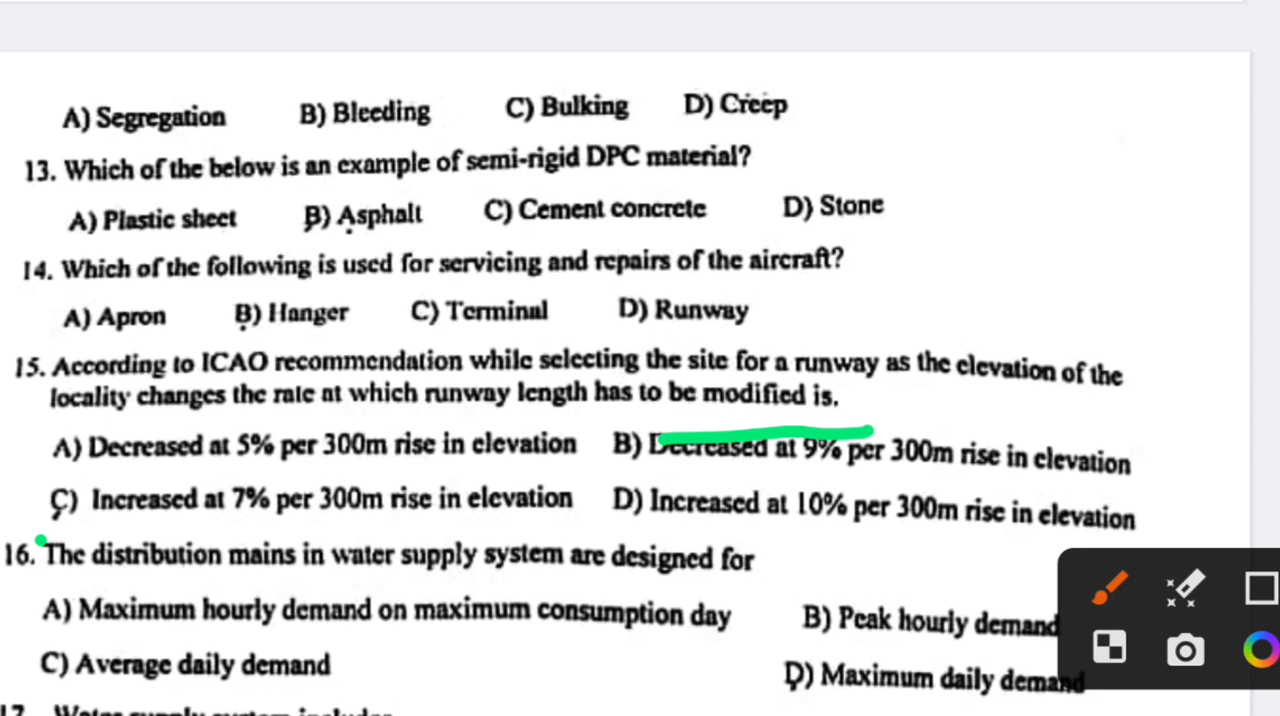 A) Segregation B) Bleeding C) Bulking D) Creep
13. Which of the below is an example of semi-rigid DPC material?
A) Plastic sheet B) Asphalt C) Cement concrete D) Stone
14. Which of the following is used for servicing and repairs of the aircraft?
A) Apron B) Hanger C) Terminal D) Runway
15. According to ICAO recommendation while selecting the site for a runway as the elevation of the
locality changes the rate at which runway length has to be modified is.
A) Decreased at 5% per 300m rise in elevation B) Decreased at 9% per 300m rise in elevation
C) Increased at 7% per 300m rise in elevation D) Increased at 10% per 300m rise in elevation
16. The distribution mains in water supply system are designed for
A) Maximum hourly demand on maximum consumption day B) Peak hourly demand
C) Average daily demand D) Maximum daily demand
17. Water supply system includes